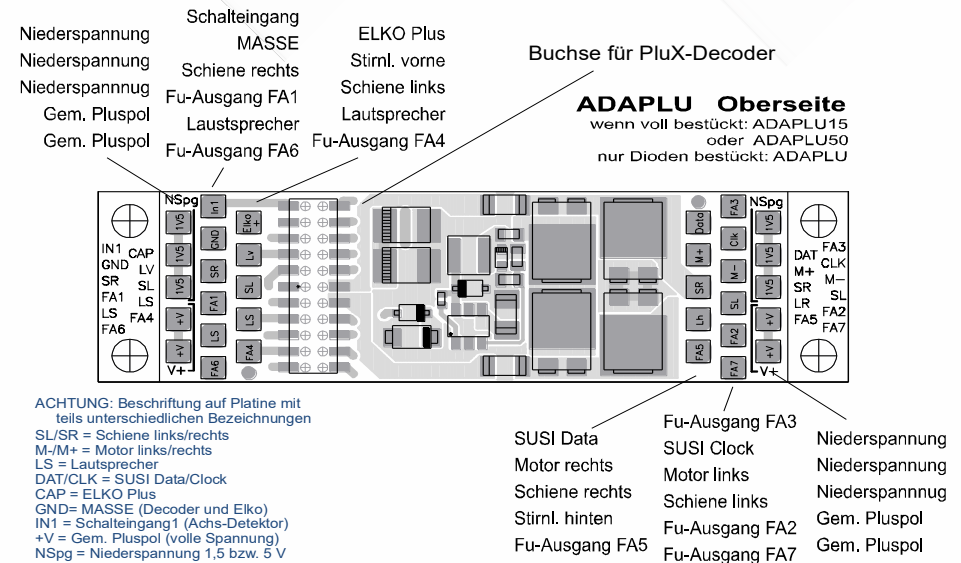 Niederspannung
Niederspannung
Niederspannnug
Gem. Pluspol
Gem. Pluspol
Schalteingang
MASSE
Schiene rechts
Fu-Ausgang FA1
Laustsprecher
Fu-Ausgang FA6
ELKO Plus
Stirnl. vorne
Schiene links
Lautsprecher
Fu-Ausgang FA4
Buchse für PluX-Decoder
ADAPLU Oberseite
wenn voll bestückt: ADAPLU15
oder ADAPLU50
nur Dioden bestückt: ADAPLU
IN1
GND
SR
FA1
LS
FA6
CAP
LV
SL
LS
FA4
NSpg
1V5
1V5
1V5
+V
+V
V+
In1
GND
SR
FA1
LS
FA6
Elko
+
Lv
SL
LS
FA4
Data
M+
SR
Lh
FA5
FA3
Clk
M-
SL
FA2
FA7
NSpg
1V5
1V5
1V5
+V
+V
V+
DAT
M+
SR
LR
FA5
FA3
CLK
M-
SL
FA2
FA7
ACHTUNG: Beschriftung auf Platine mit
teils unterschiedlichen Bezeichnungen
SL/SR = Schiene links/rechts
M-/M+ = Motor links/rechts
LS = Lautsprecher
DAT/CLK = SUSI Data/Clock
CAP = ELKO Plus
GND= MASSE (Decoder und Elko)
IN1 = Schalteingang1 (Achs-Detektor)
+V = Gem. Pluspol (volle Spannung)
NSpg = Niederspannung 1,5 bzw. 5 V
SUSI Data
Motor rechts
Schiene rechts
Stirnl. hinten
Fu-Ausgang FA5
Fu-Ausgang FA3
SUSI Clock
Motor links
Schiene links
Fu-Ausgang FA2
Fu-Ausgang FA7
Niederspannung
Niederspannung
Niederspannnug
Gem. Pluspol
Gem. Pluspol